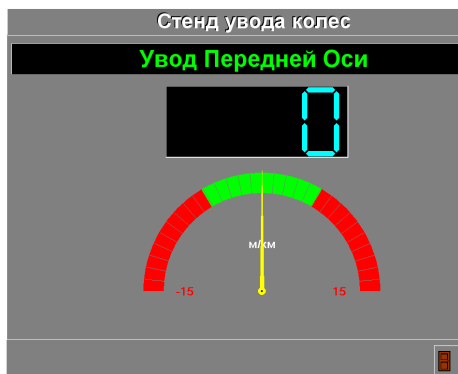 Стенд увода колес
Увод Передней Оси
0
м/км
-15 15